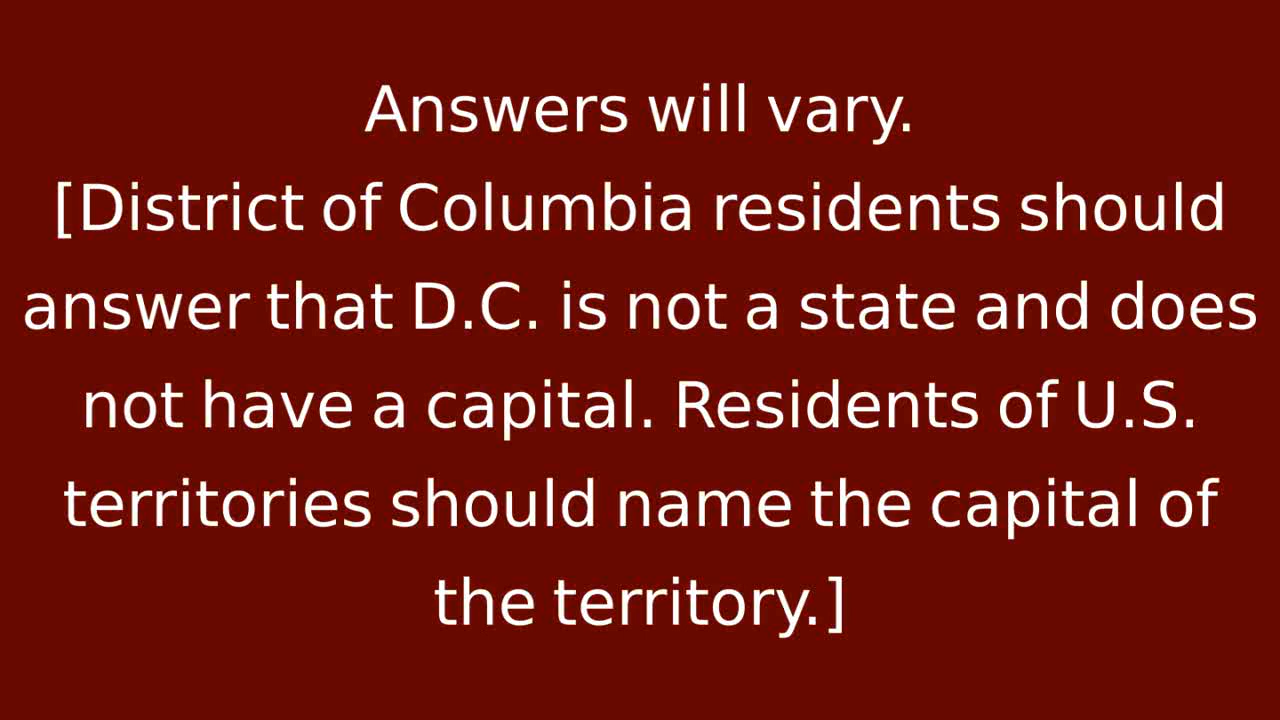 Answers will vary.
[District of Columbia residents should
answer that D.C. is not a state and does
not have a capital. Residents of U.S.
territories should name the capital of
the territory.]